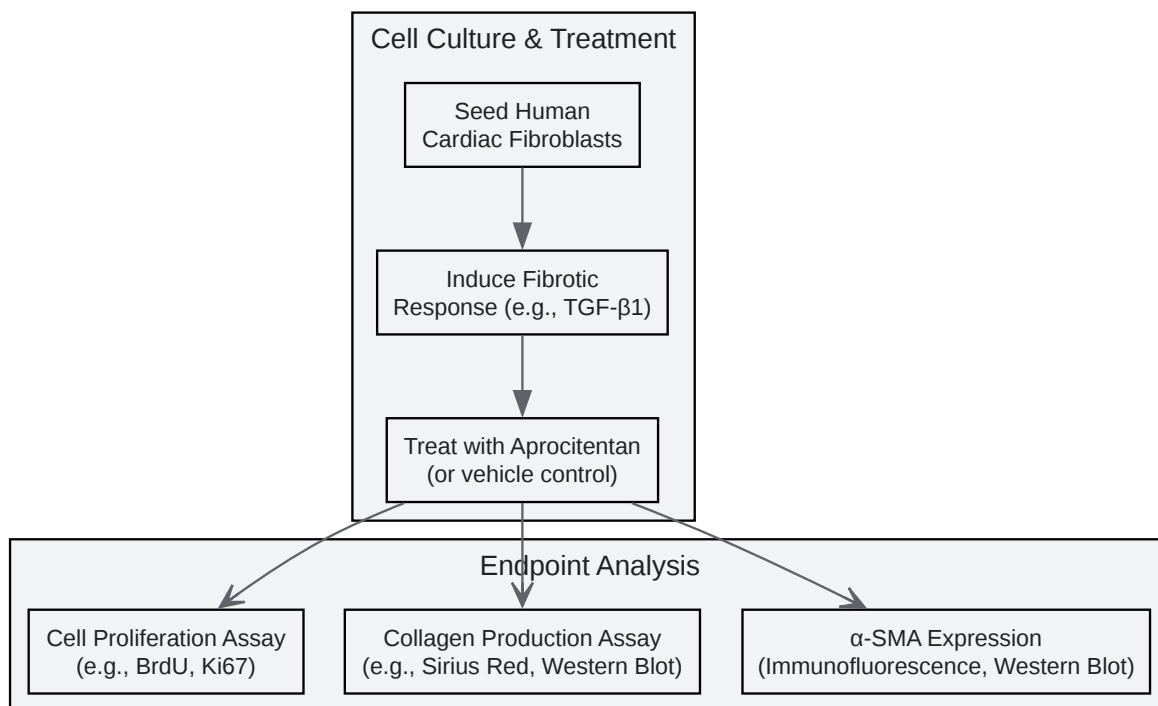 Cell Culture & Treatment
Seed Human
Cardiac Fibroblasts
Induce Fibrotic
Response (e.g., TGF-β1)
Treat with Aprocitentan
(or vehicle control)
Endpoint Analysis
Cell Proliferation Assay
(e.g., BrdU, Ki67)
Collagen Production Assay
(e.g., Sirius Red, Western Blot)
α-SMA Expression
(Immunofluorescence, Western Blot)